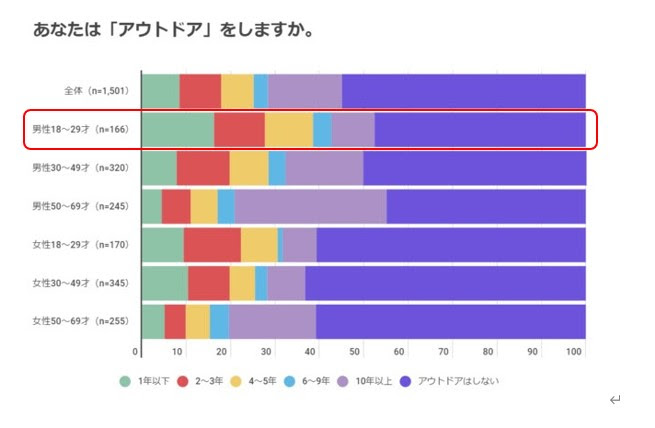 あなたは「アウトドア」をしますか。
全体（n=1,501）
男性18～29才（n=166）
男性30～49才（n=320）
男性50～69才（n=245）
女性18～29才（n=170）
女性30～49才（n=345）
女性50～69才（n=255）
0 10 20 30 40 50 60 70 80 90 100
1年以下 2～3年 4～5年 6～9年 10年以上 アウトドアはしない